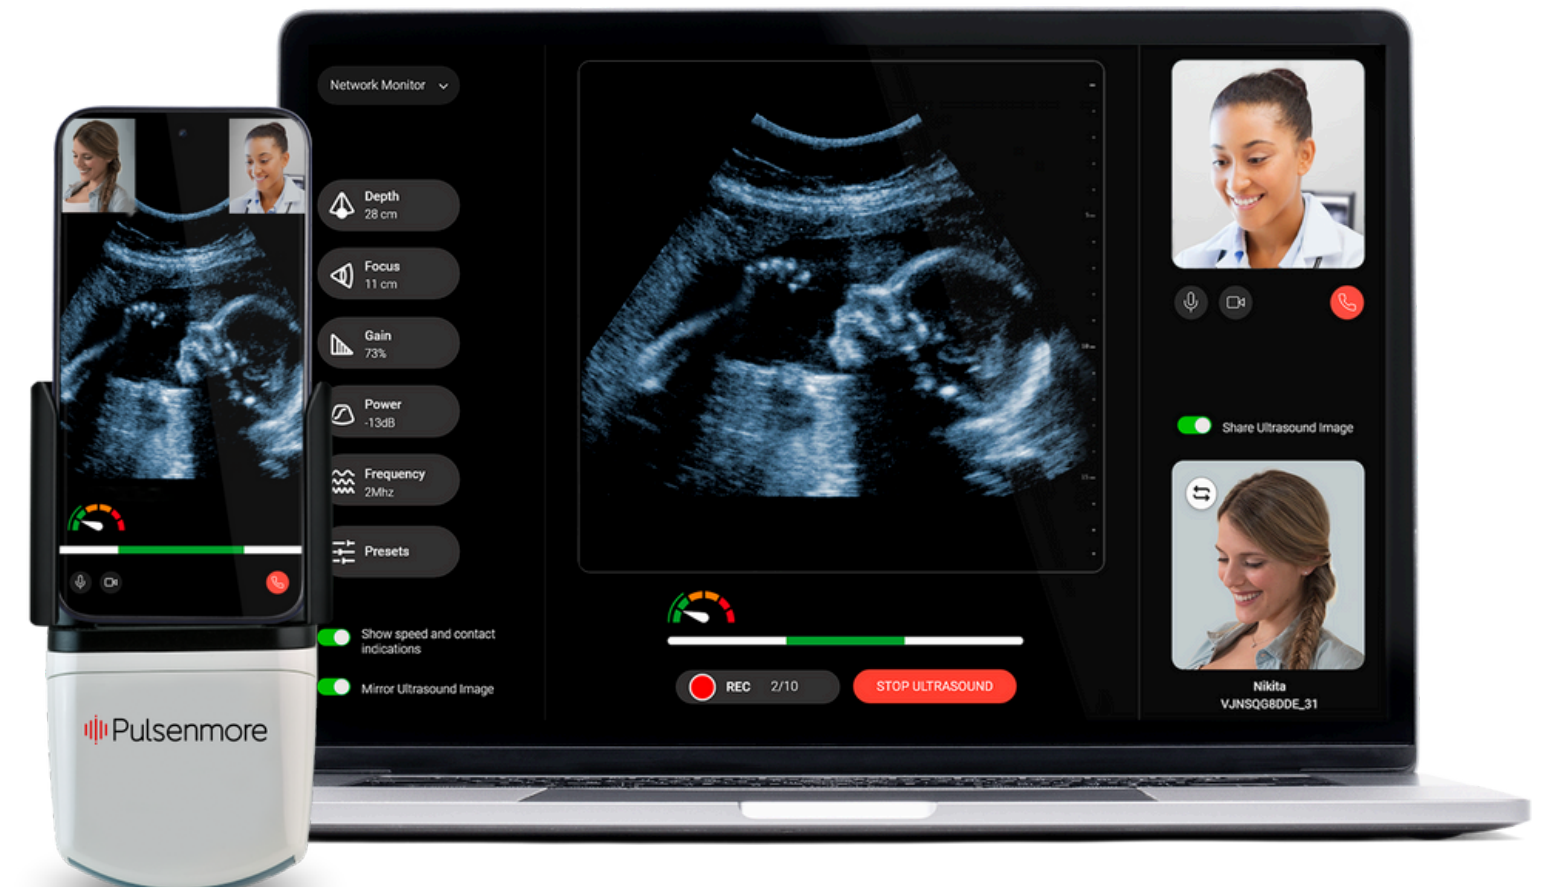 Network Monitor
Depth
28 cm
Focus
11 cm
Gain
73%
Power
-13dB
Frequency
2Mhz
Presets
Show speed and contact
indications
Mirror Ultrasound Image
REC 2/10
STOP ULTRASOUND
Share Ultrasound Image
Nikita
VJNSQG8DDE_31
Pulsenmore